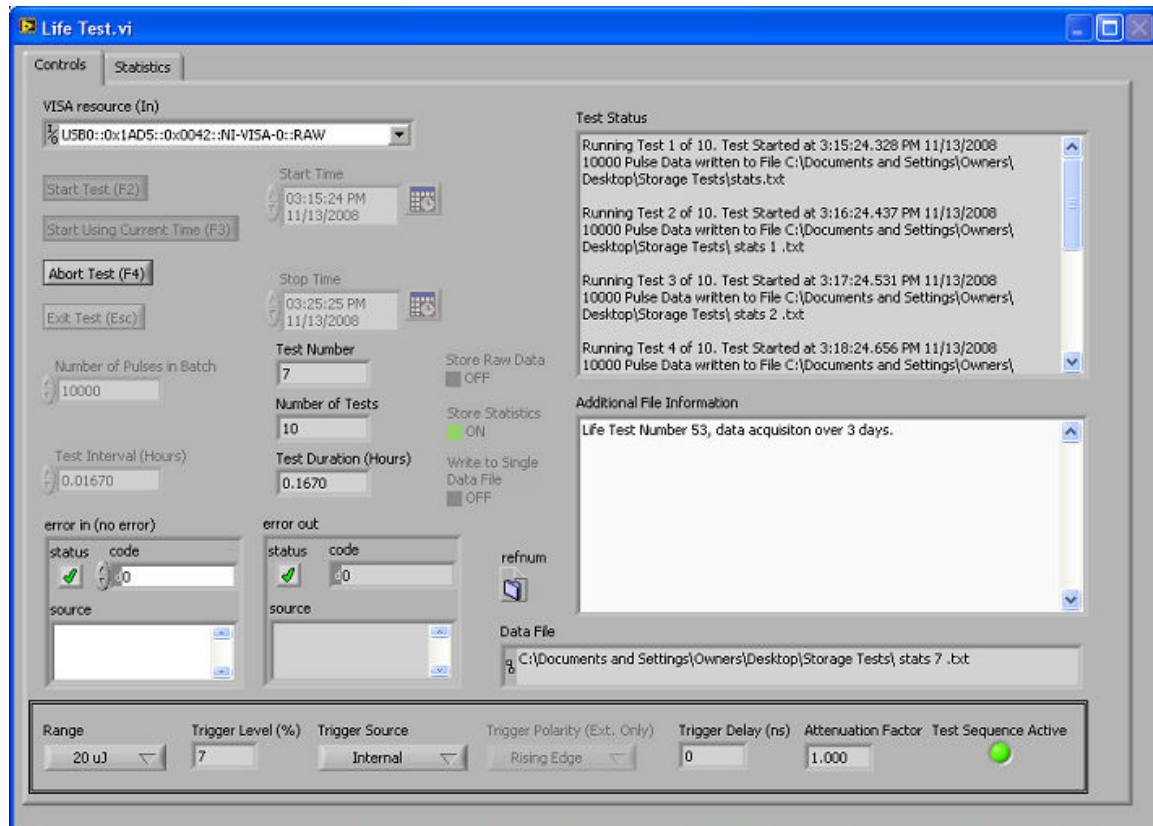 Life Test.vi
Controls
Statistics
VISA resource (In)
USB0::0x1AD5::0x0042::NI-VISA-0::RAW
Start Test (F2)
Start Using Current Time (F3)
Abort Test (F4)
Exit Test (Esc)
Start Time
03:15:24 PM
11/13/2008
Stop Time
03:25:25 PM
11/13/2008
Number of Pulses in Batch
10000
Test Interval (Hours)
0.01670
Test Number
7
Number of Tests
10
Test Duration (Hours)
0.1670
Store Raw Data
OFF
Store Statistics
ON
Write to Single
Data File
OFF
Test Status
Running Test 1 of 10. Test Started at 3:15:24.328 PM 11/13/2008
10000 Pulse Data written to File C:\Documents and Settings\Owners\
Desktop\Storage Tests\stats.txt
Running Test 2 of 10. Test Started at 3:16:24.437 PM 11/13/2008
10000 Pulse Data written to File C:\Documents and Settings\Owners\
Desktop\Storage Tests\ stats 1 .txt
Running Test 3 of 10. Test Started at 3:17:24.531 PM 11/13/2008
10000 Pulse Data written to File C:\Documents and Settings\Owners\
Desktop\Storage Tests\ stats 2 .txt
Running Test 4 of 10. Test Started at 3:18:24.656 PM 11/13/2008
10000 Pulse Data written to File C:\Documents and Settings\Owners\
Additional File Information
Life Test Number 53, data acquisiton over 3 days.
error in (no error)
status code
d0
source
error out
status code
d0
source
refnum
Data File
C:\Documents and Settings\Owners\Desktop\Storage Tests\ stats 7 .txt
Range
20 uJ
Trigger Level (%)
7
Trigger Source
Internal
Trigger Polarity (Ext. Only)
Rising Edge
Trigger Delay (ns)
0
Attenuation Factor
1.000
Test Sequence Active